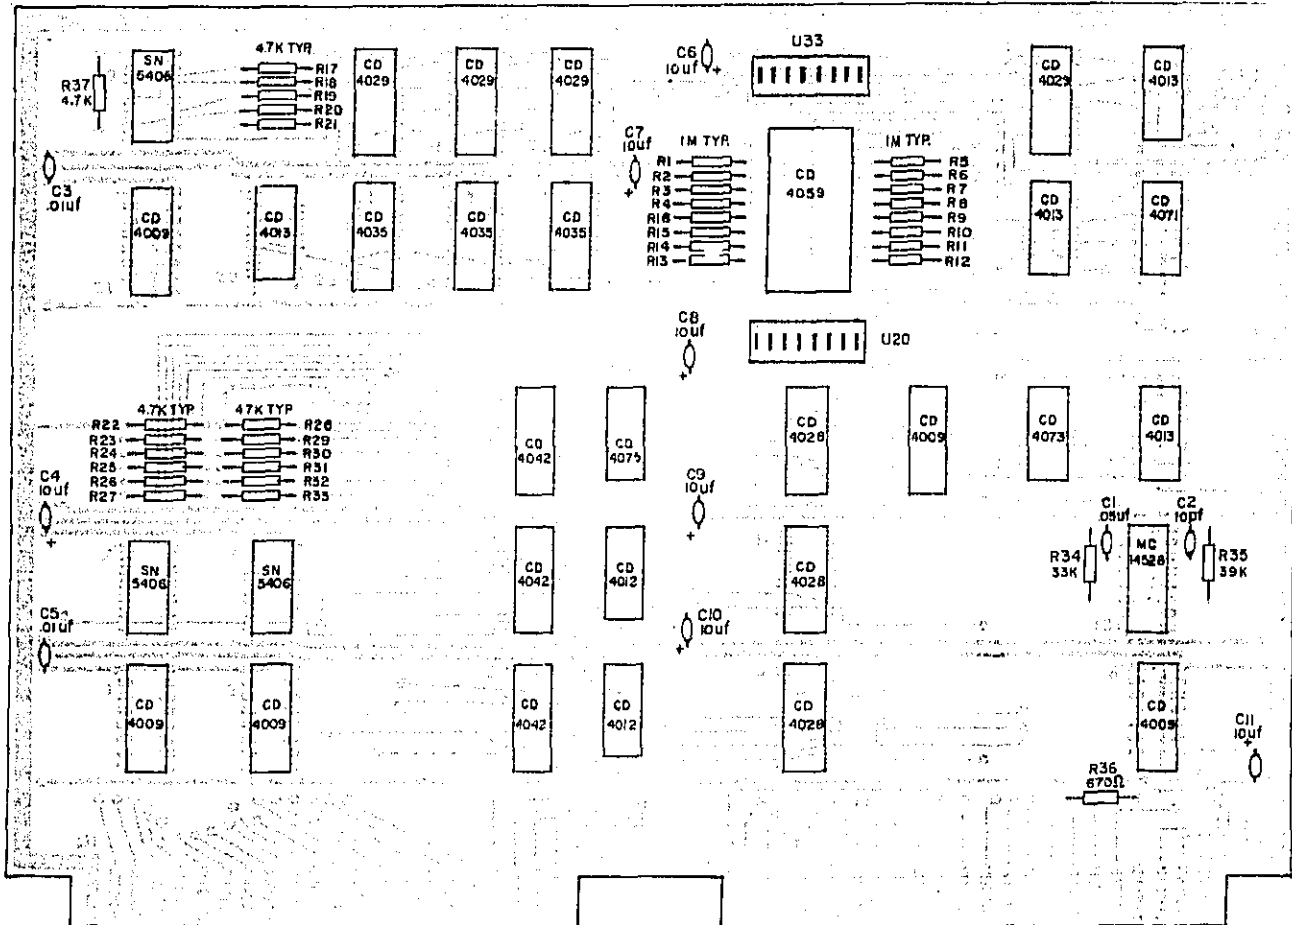 R37
4.7K
SN
5406
4.7K TYP.
R17
R18
R19
R20
R21
CD
4029
CD
4029
CD
4029
C6
10uf
+
U33
CD
4029
CD
4013
C3
.01uf
C7
10uf
+
1M TYP.
R1
R2
R3
R4
R16
R15
R14
R13
CD
4059
1M TYP.
R5
R6
R7
R8
R9
R10
R11
R12
CD
4009
CD
4013
CD
4035
CD
4035
CD
4035
CD
4013
CD
4071
C8
10uf
+
U20
4.7K TYP
R22
R23
R24
R25
R26
R27
47K TYP
R28
R29
R30
R31
R32
R33
CD
4042
CD
4075
CD
4028
CD
4009
CD
4073
CD
4013
C4
10uf
+
C9
10uf
+
SN
5406
SN
5406
CD
4042
CD
4012
CD
4028
R34
33K
C1
.05uf
MC
14528
C2
10pf
R35
39K
C5
.01uf
C10
10uf
+
CD
4009
CD
4009
CD
4042
CD
4012
CD
4028
CD
4009
C11
10uf
+
R36
670Ω